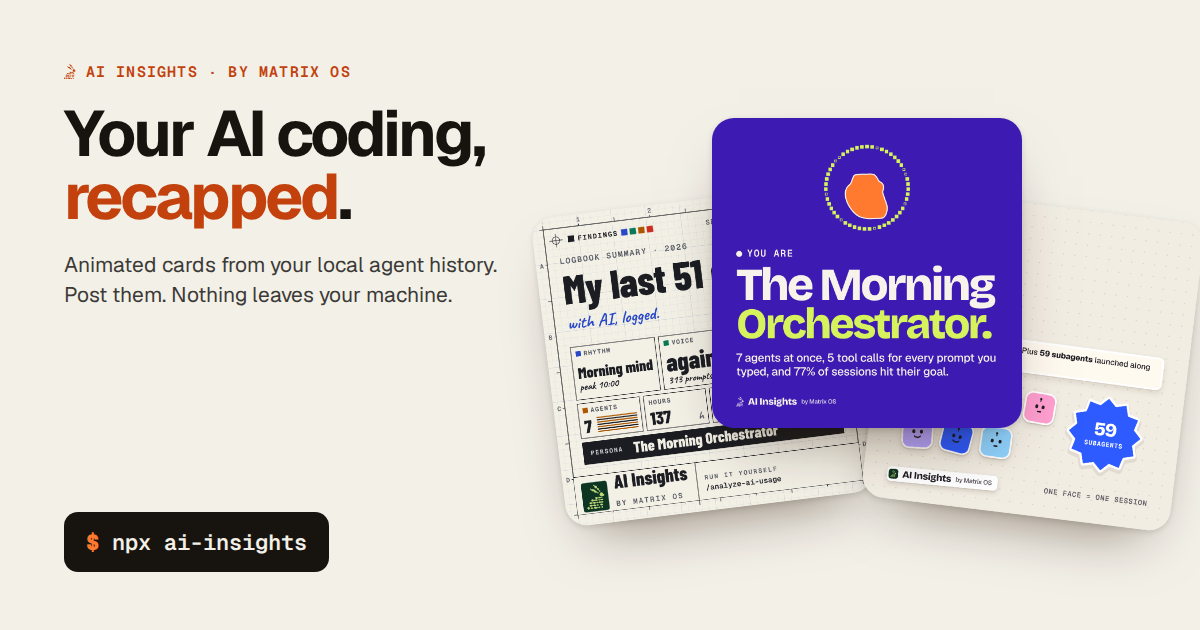 AI INSIGHTS · BY MATRIX OS
Your AI coding,
recapped.
Animated cards from your local agent history.
Post them. Nothing leaves your machine.
$ npx ai-insights
1
2
A
B
C
D
FINDINGS
LOGBOOK SUMMARY · 2026
My last 51
with AI, logged.
RHYTHM
Morning mind
peak 10:00
VOICE
again
313 prompts
AGENTS
7
HOURS
137
PERSONA The Morning Orchestrator
AI Insights
BY MATRIX OS
RUN IT YOURSELF
/analyze-ai-usage
YOU ARE
The Morning
Orchestrator.
7 agents at once, 5 tool calls for every prompt you
typed, and 77% of sessions hit their goal.
AI Insights by Matrix OS
Plus 59 subagents launched along
59
SUBAGENTS
AI Insights by Matrix OS
ONE FACE = ONE SESSION